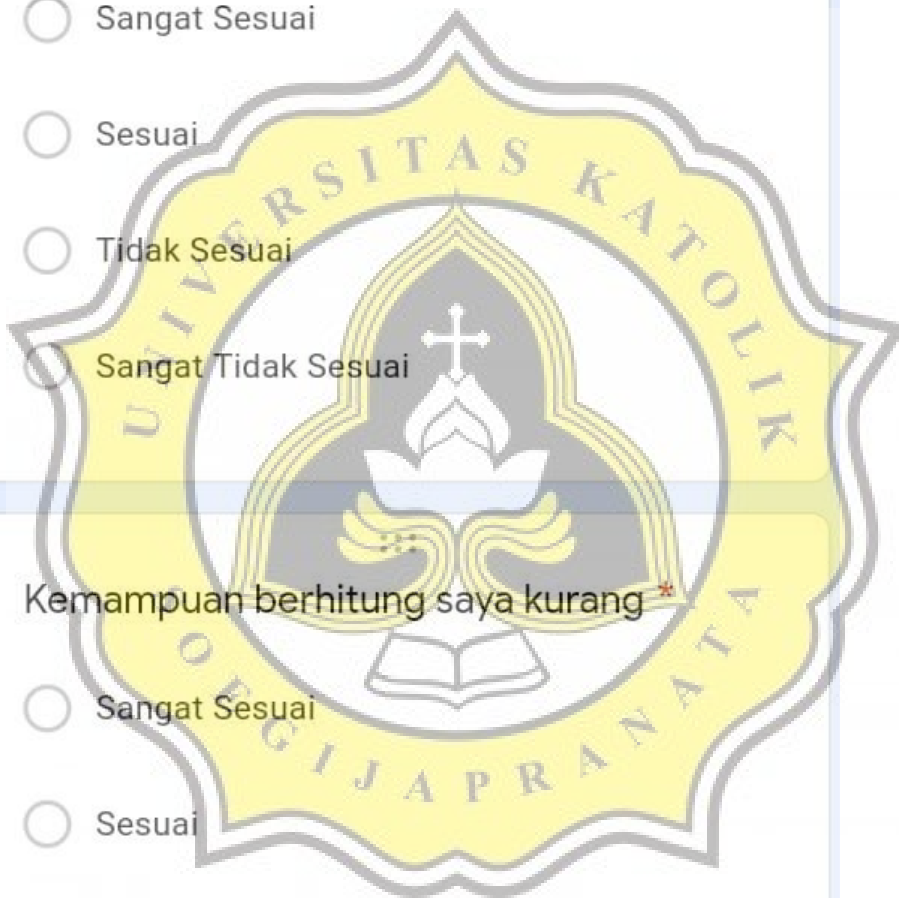 Sangat Sesuai
Sesuai
Tidak Sesuai
Sangat Tidak Sesuai
UNIVERSITAS KATOLIK
Kemampuan berhitung saya kurang *
Sangat Sesuai
Sesuai
SOEGIJAPRANATA